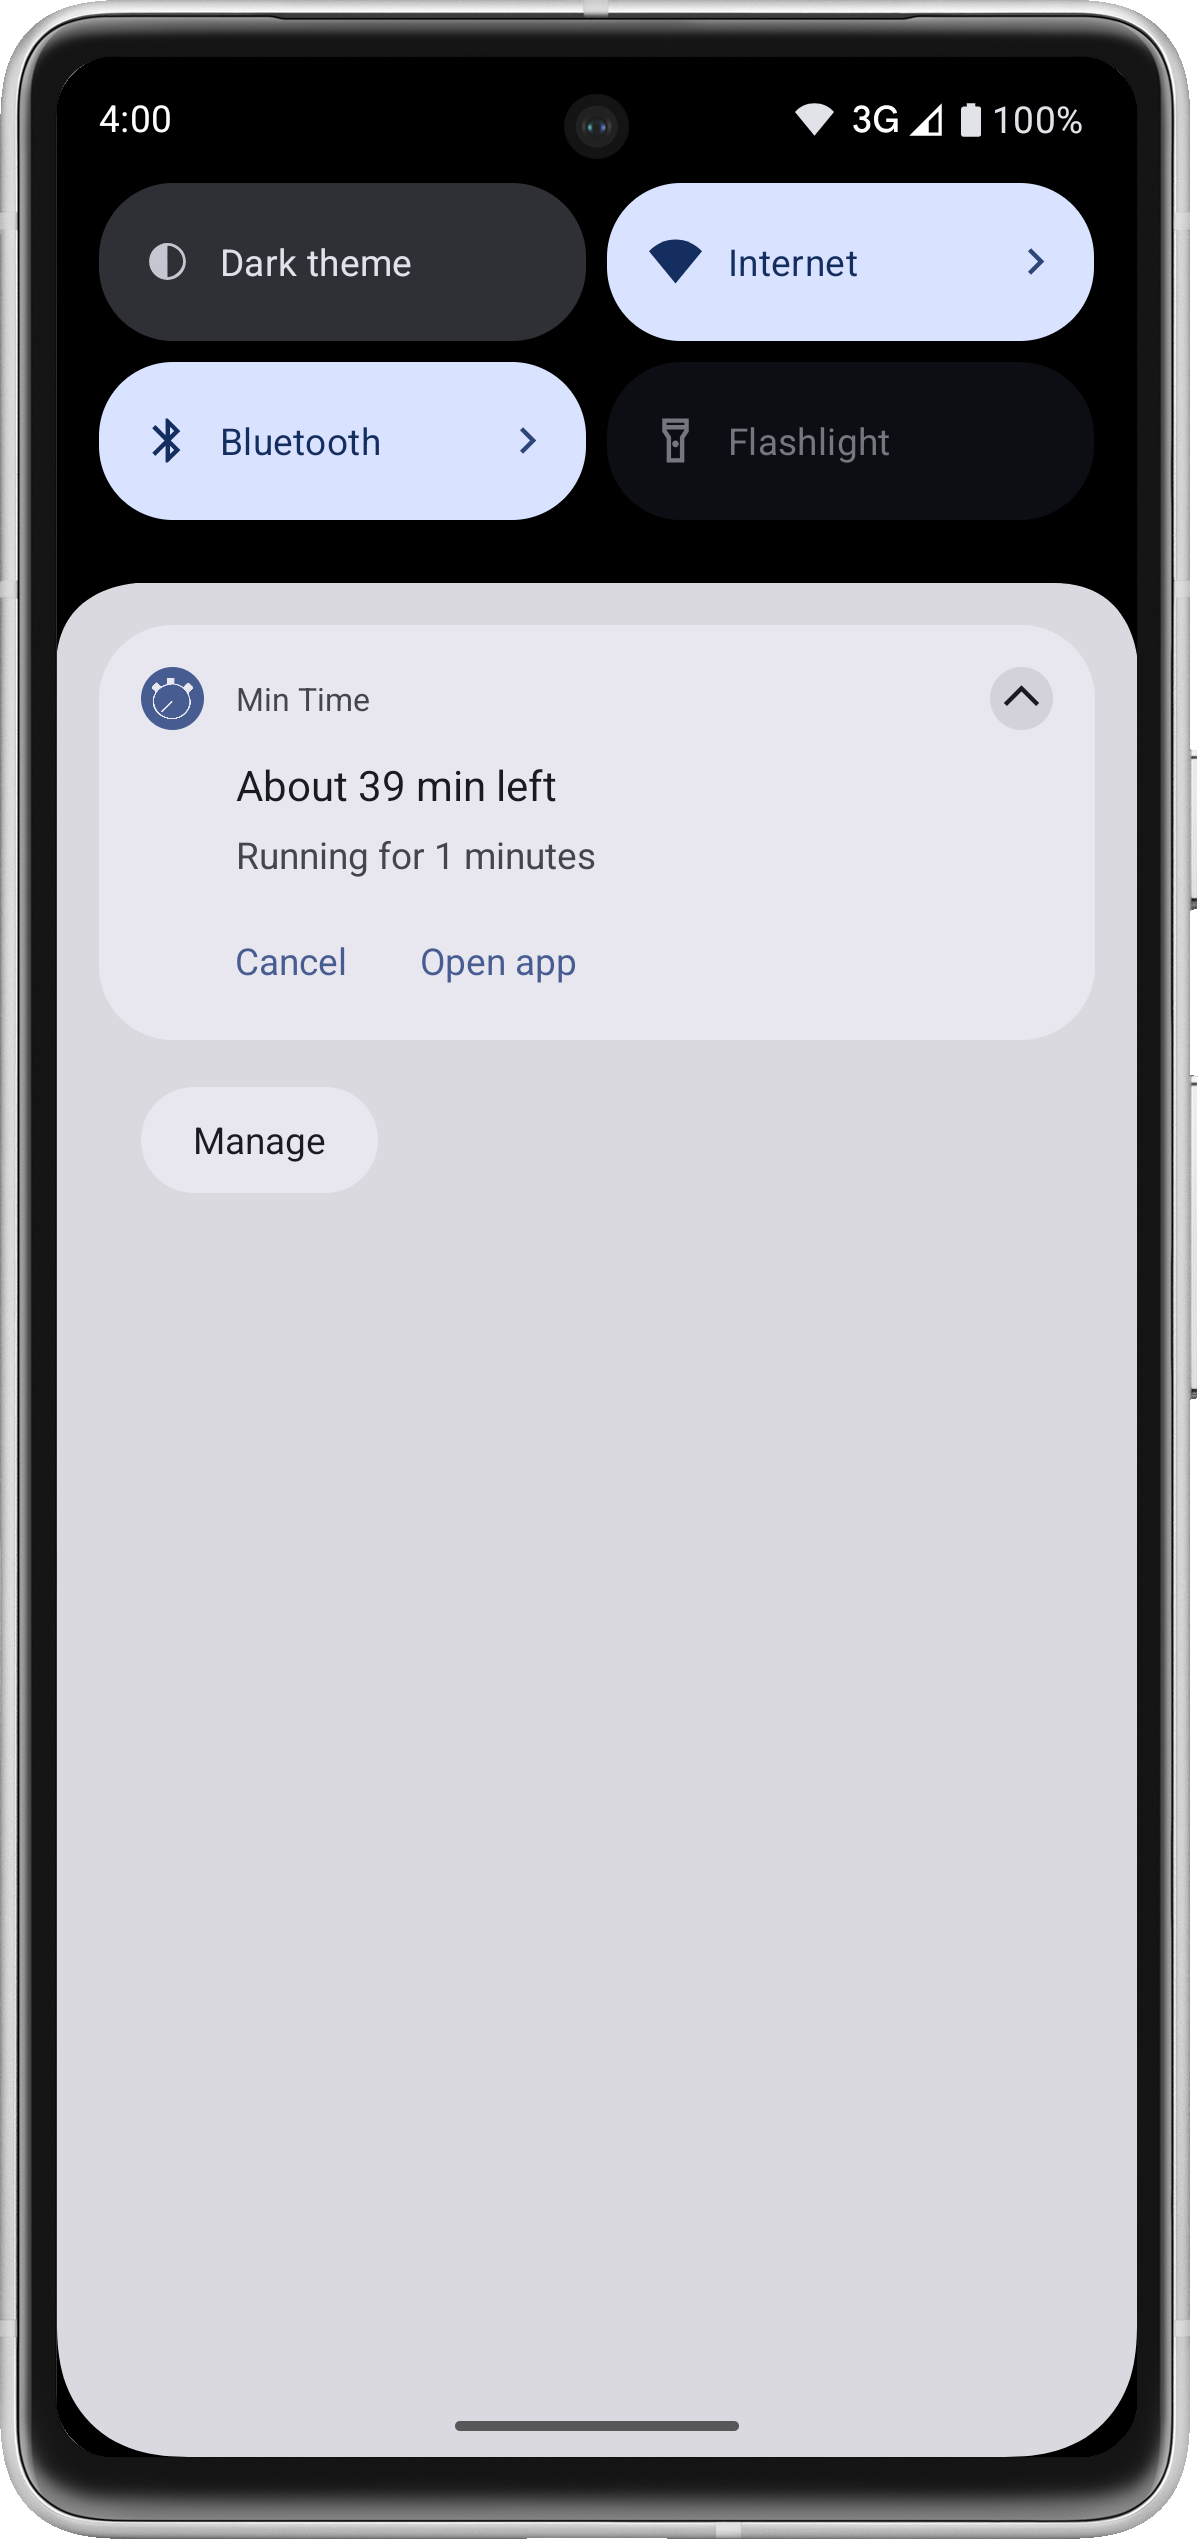 4:00 3G 100%
Dark theme Internet
Bluetooth Flashlight
Min Time
About 39 min left
Running for 1 minutes
Cancel Open app
Manage